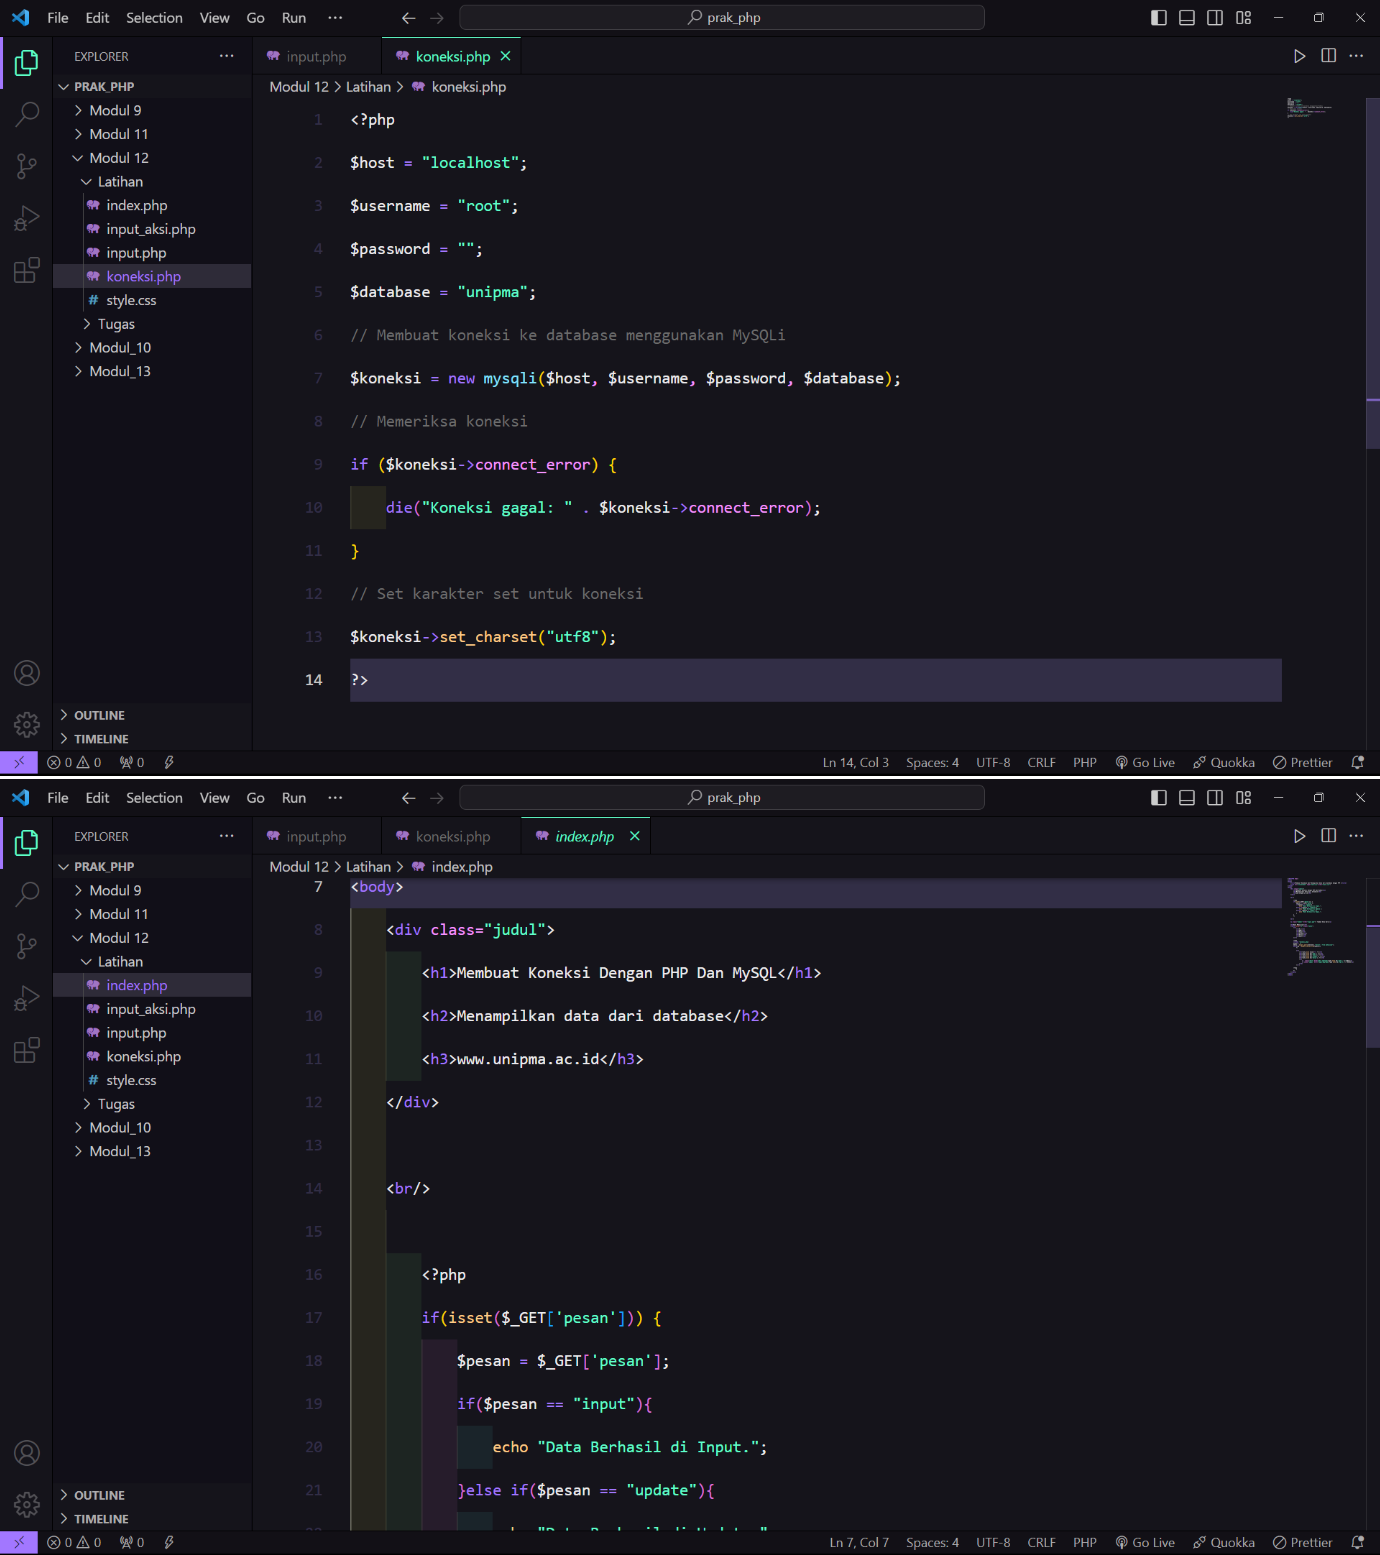 File Edit Selection View Go Run ··· prak_php
EXPLORER ··· input.php koneksi.php
PRAK_PHP Modul 12 > Latihan > koneksi.php
Modul 9
Modul 11
Modul 12
Latihan
index.php
input_aksi.php
input.php
koneksi.php
style.css
Tugas
Modul_10
Modul_13
OUTLINE
TIMELINE
1 <?php
2 $host = "localhost";
3 $username = "root";
4 $password = "";
5 $database = "unipma";
6 // Membuat koneksi ke database menggunakan MySQLi
7 $koneksi = new mysqli($host, $username, $password, $database);
8 // Memeriksa koneksi
9 if ($koneksi->connect_error) {
10 die("Koneksi gagal: " . $koneksi->connect_error);
11 }
12 // Set karakter set untuk koneksi
13 $koneksi->set_charset("utf8");
14 ?>
0 0 0 Ln 14, Col 3 Spaces: 4 UTF-8 CRLF PHP Go Live Quokka Prettier
File Edit Selection View Go Run ··· prak_php
EXPLORER ··· input.php koneksi.php index.php
PRAK_PHP Modul 12 > Latihan > index.php
Modul 9
Modul 11
Modul 12
Latihan
index.php
input_aksi.php
input.php
koneksi.php
style.css
Tugas
Modul_10
Modul_13
OUTLINE
TIMELINE
7 <body>
8 <div class="judul">
9 <h1>Membuat Koneksi Dengan PHP Dan MySQL</h1>
10 <h2>Menampilkan data dari database</h2>
11 <h3>www.unipma.ac.id</h3>
12 </div>
13
14 <br/>
15
16 <?php
17 if(isset($_GET['pesan'])) {
18 $pesan = $_GET['pesan'];
19 if($pesan == "input"){
20 echo "Data Berhasil di Input.";
21 }else if($pesan == "update"){
0 0 0 Ln 7, Col 7 Spaces: 4 UTF-8 CRLF PHP Go Live Quokka Prettier